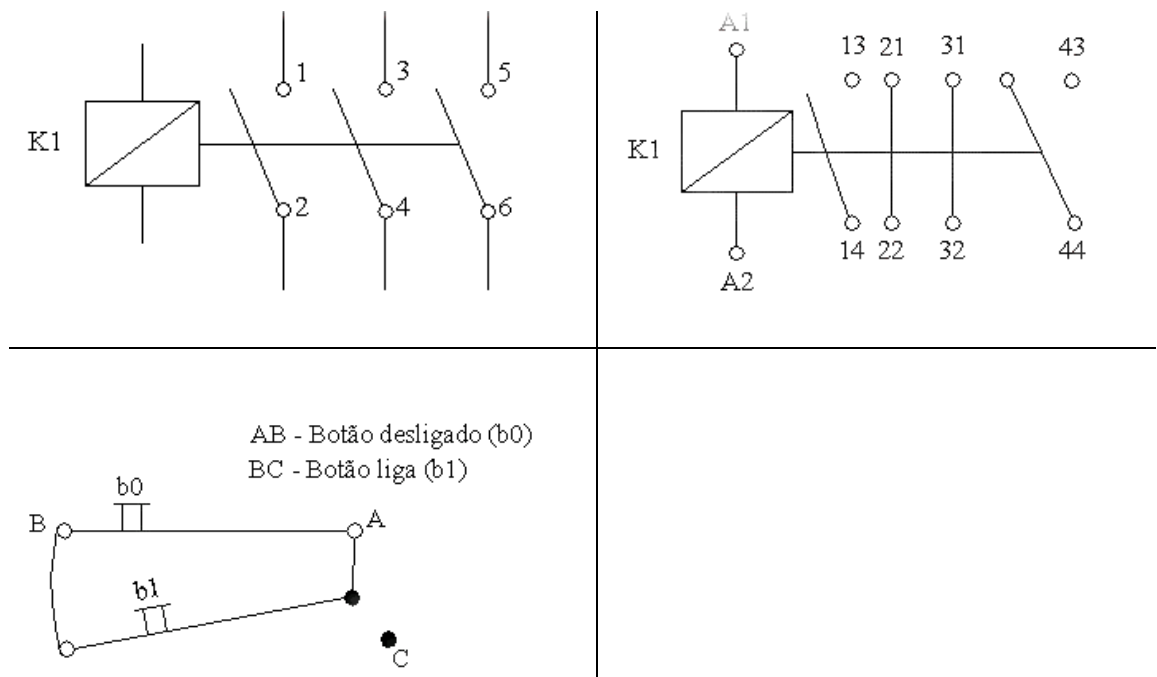 K1
1
3
5
2
4
6
A1
13 21 31 43
K1
14 22 32 44
A2
AB - Botão desligado (b0)
BC - Botão liga (b1)
b0
B
A
b1
C